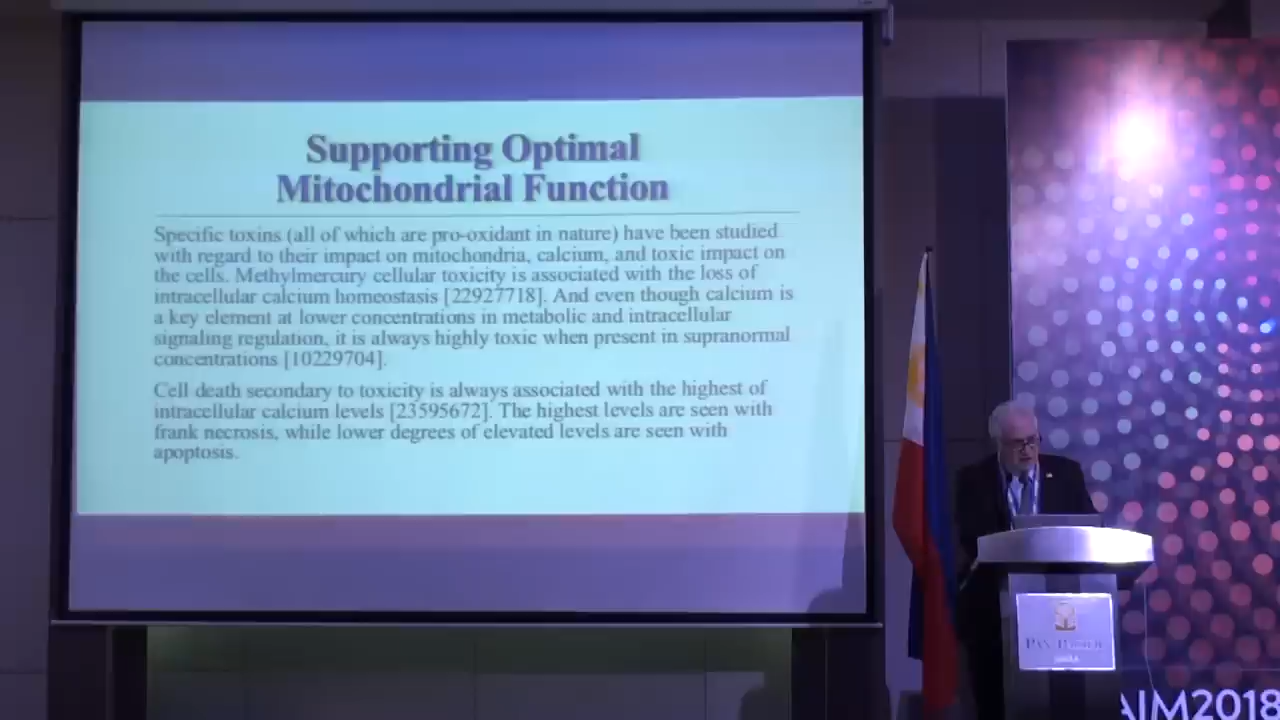 Supporting Optimal
Mitochondrial Function
Specific toxins (all of which are pro-oxidant in nature) have been studied
with regard to their impact on mitochondria, calcium, and toxic impact on
the cells. Methylmercury cellular toxicity is associated with the loss of
intracellular calcium homeostasis [22927718]. And even though calcium is
a key element at lower concentrations in metabolic and intracellular
signaling regulation, it is always highly toxic when present in supranormal
concentrations [10229704].
Cell death secondary to toxicity is always associated with the highest of
intracellular calcium levels [23595672]. The highest levels are seen with
frank necrosis, while lower degrees of elevated levels are seen with
apoptosis.
PAN PACIFIC
AIM2018